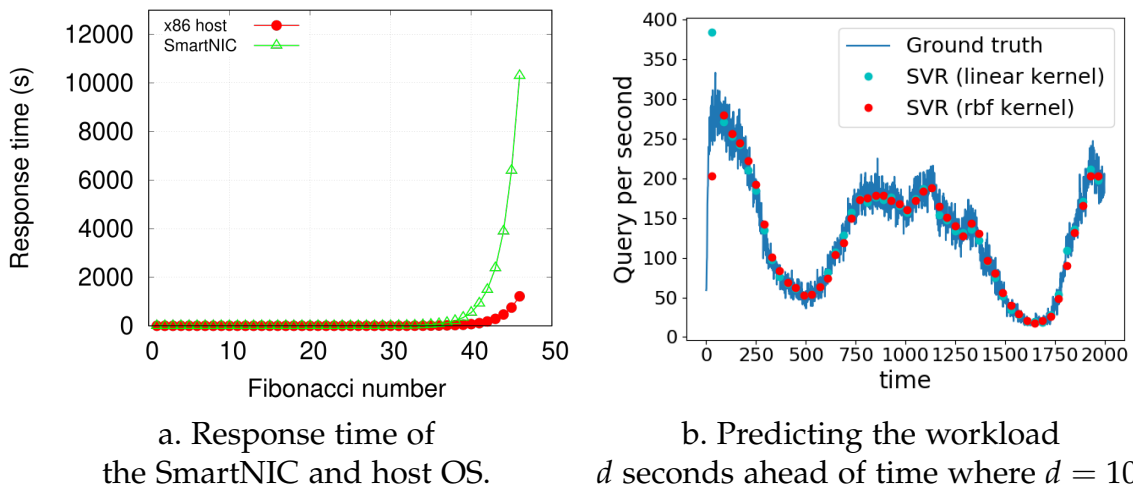 x86 host
SmartNIC
Response time (s)
12000
10000
8000
6000
4000
2000
0
0 10 20 30 40 50
Fibonacci number
a. Response time of
the SmartNIC and host OS.
Ground truth
SVR (linear kernel)
SVR (rbf kernel)
Query per second
400
350
300
250
200
150
100
50
0
0 250 500 750 1000 1250 1500 1750 2000
time
b. Predicting the workload
d seconds ahead of time where d = 10